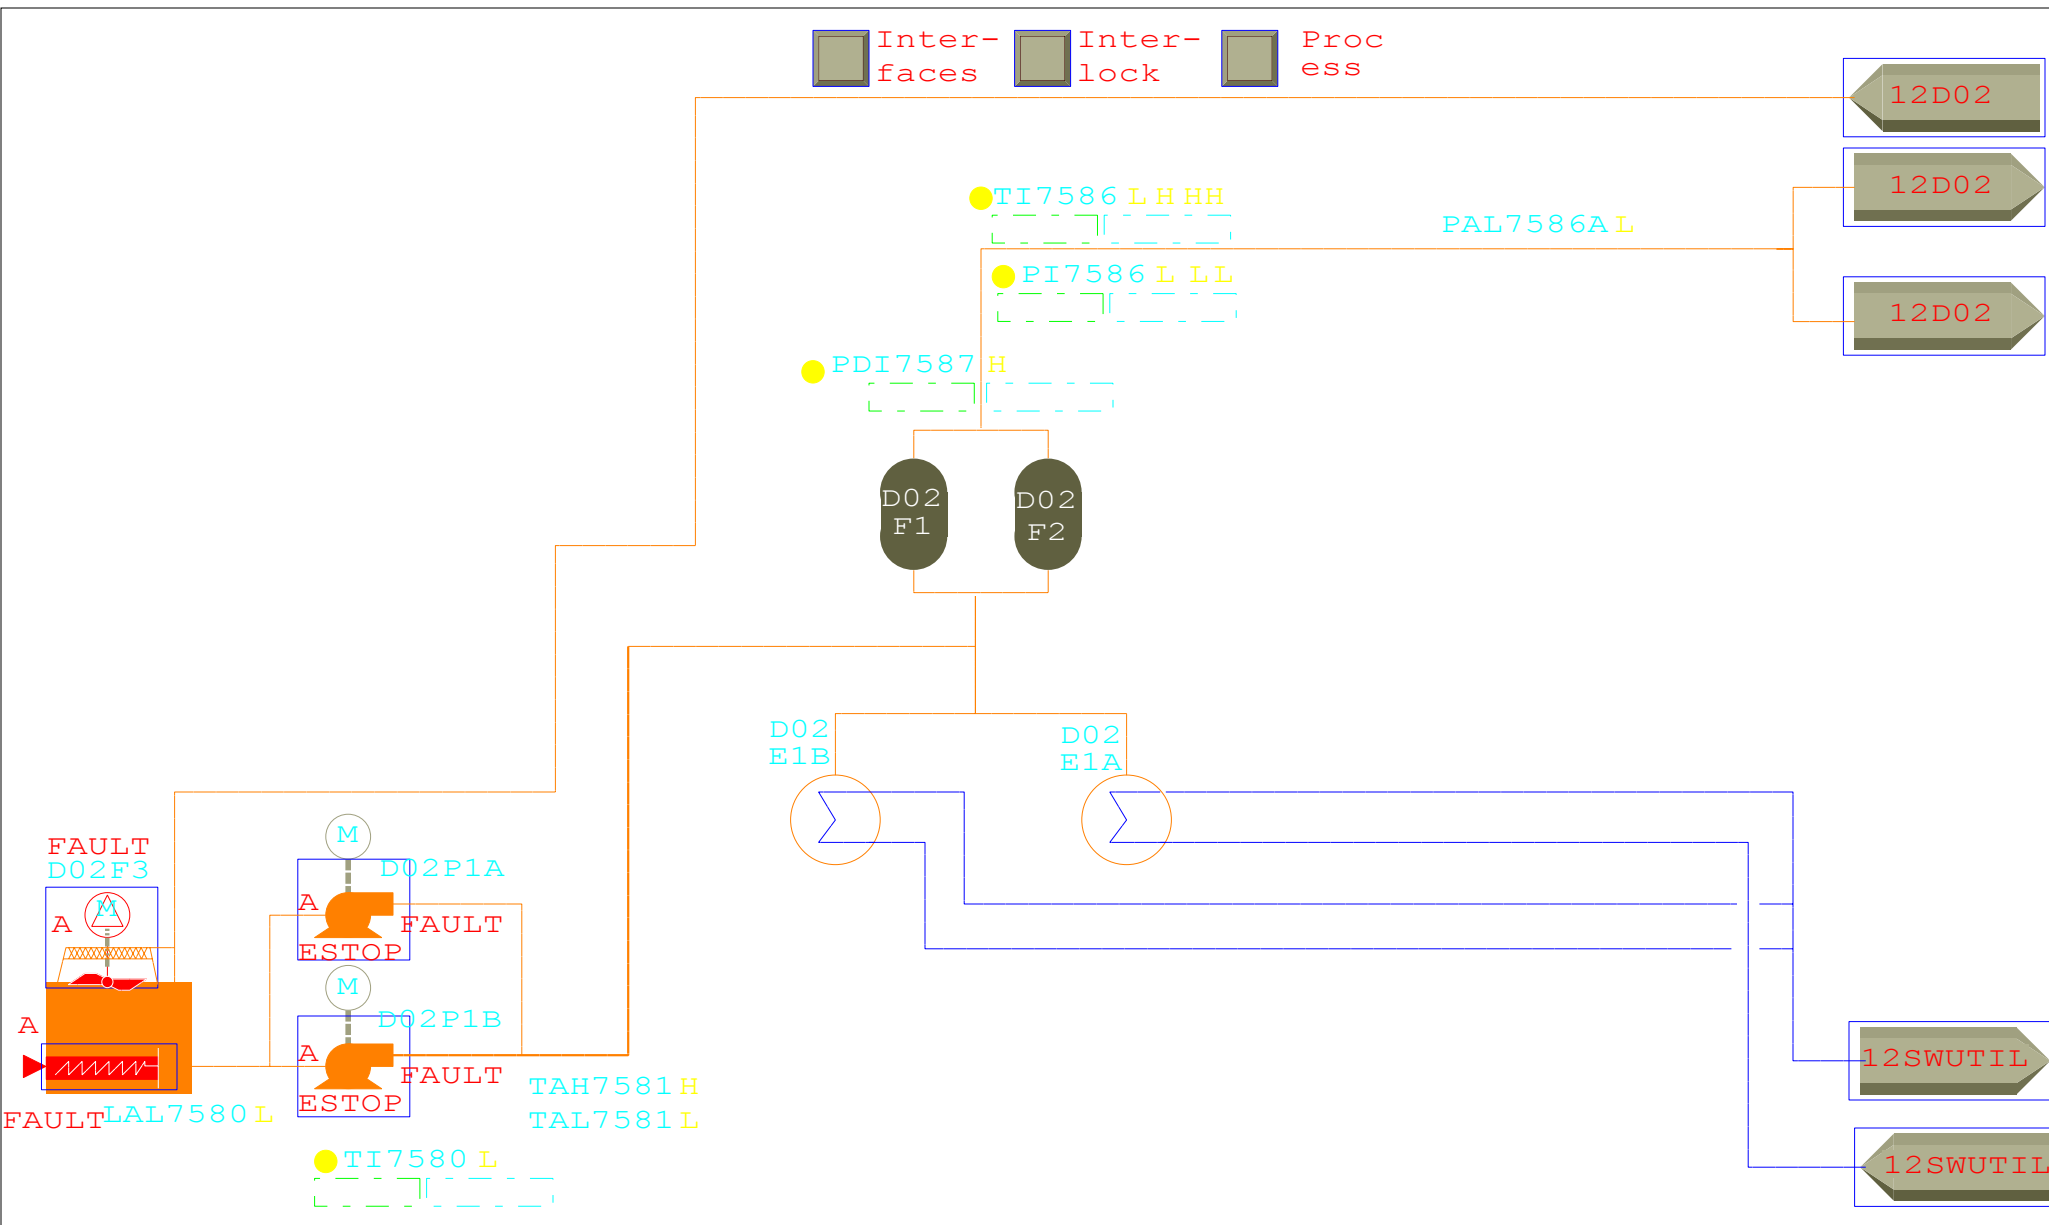 Inter-
faces
Inter-
lock
Proc
ess
12D02
12D02
TI7586 L H HH
PAL7586A L
PI7586 L LL
12D02
PDI7587 H
D02
F1
D02
F2
D02
E1B
D02
E1A
M
FAULT
D02F3
D02P1A
M
A
A
FAULT
ESTOP
M
D02P1B
A
A
FAULT
ESTOP
12SWUTIL
TAH7581 H
TAL7581 L
FAULT
LAL7580 L
TI7580 L
12SWUTIL